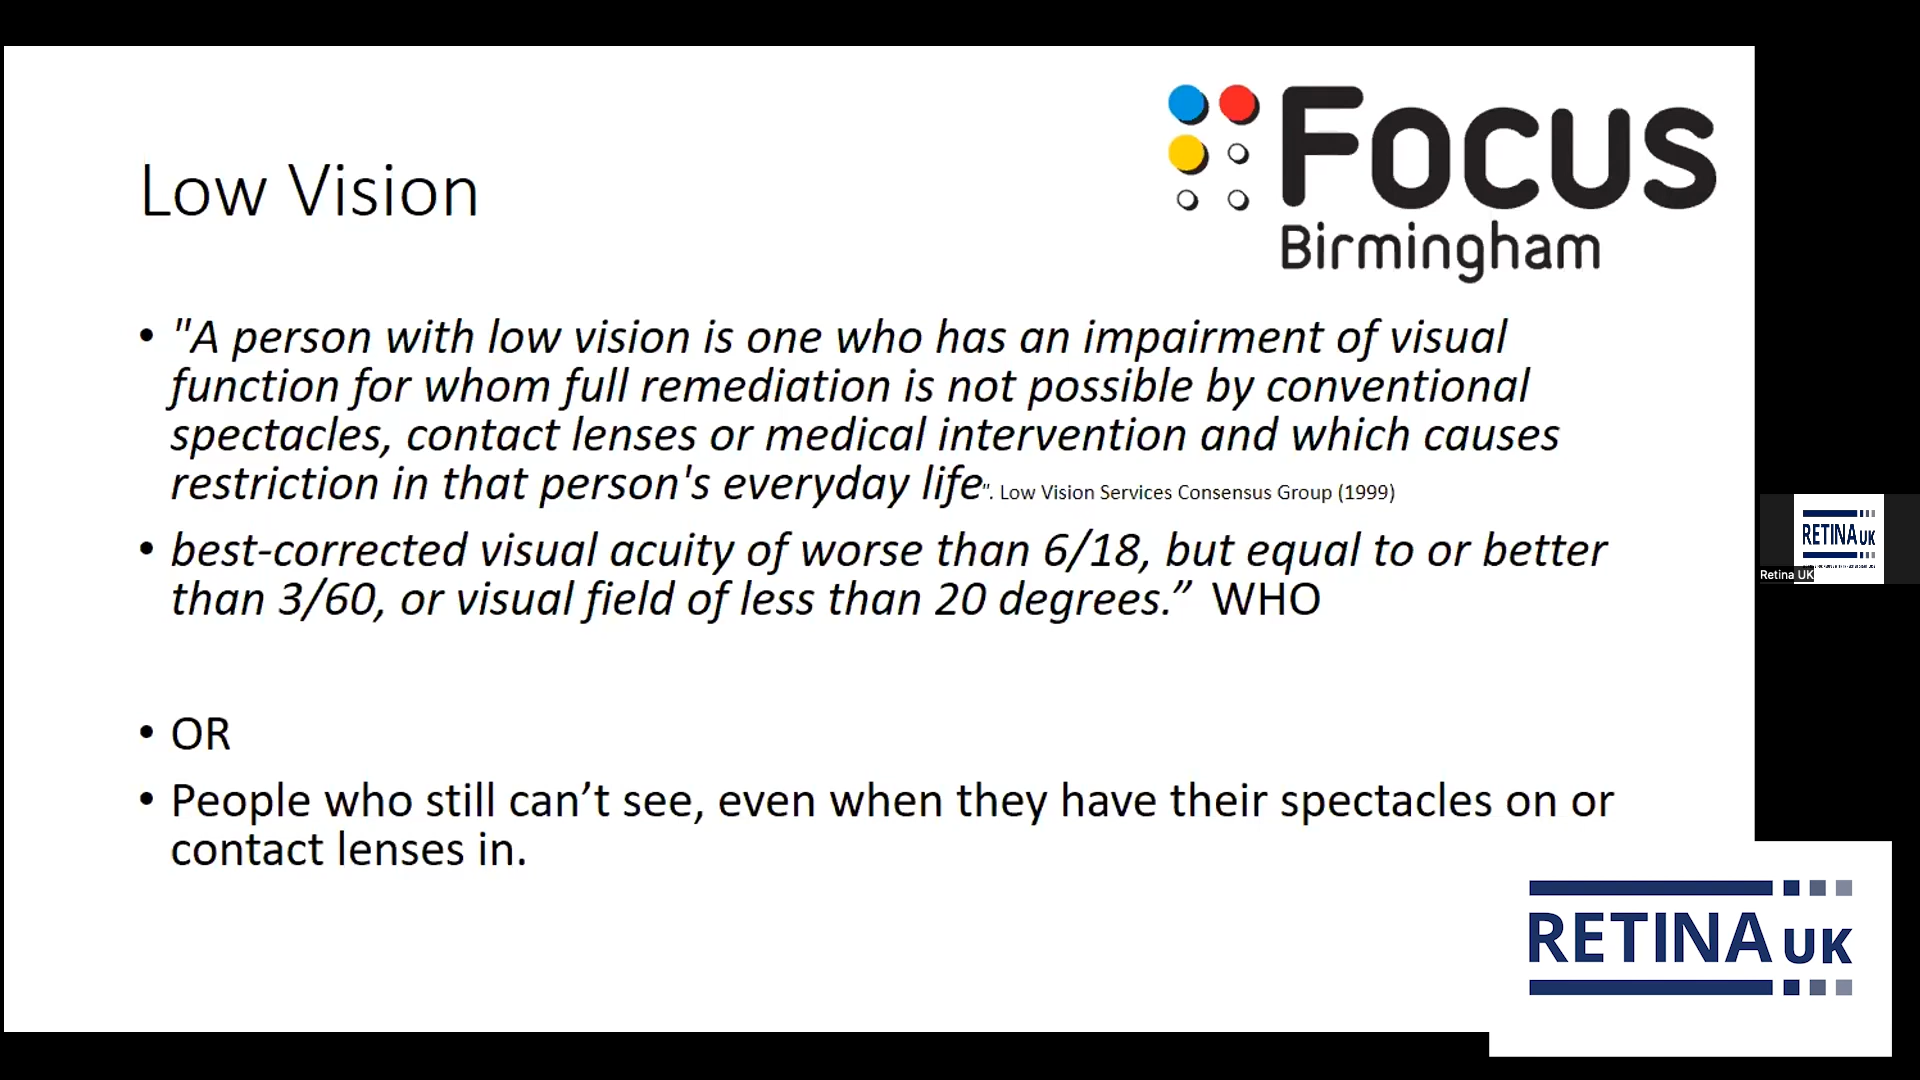 Focus
Birmingham
Low Vision
• "A person with low vision is one who has an impairment of visual
function for whom full remediation is not possible by conventional
spectacles, contact lenses or medical intervention and which causes
restriction in that person's everyday life". Low Vision Services Consensus Group (1999)
• best-corrected visual acuity of worse than 6/18, but equal to or better
than 3/60, or visual field of less than 20 degrees.” WHO
• OR
• People who still can’t see, even when they have their spectacles on or
contact lenses in.
RETINA UK
Retina UK
RETINA UK